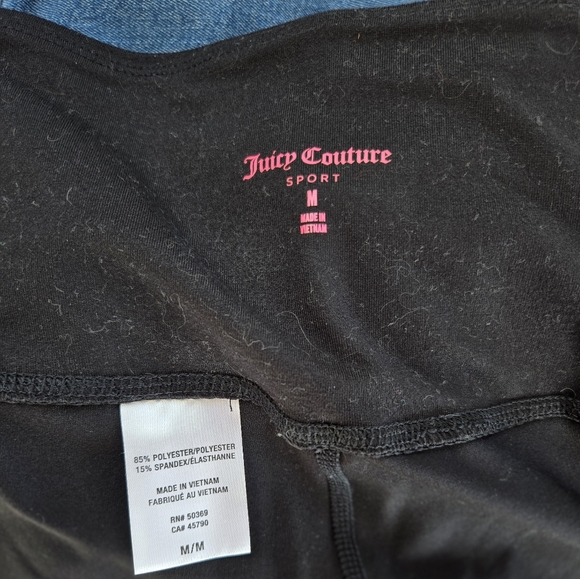 Juicy Couture
SPORT
M
MADE IN
VIETNAM
85% POLYESTER/POLYESTER
15% SPANDEX/ÉLASTHANNE
MADE IN VIETNAM
FABRIQUÉ AU VIETNAM
RN# 50369
CA# 45790
M/M